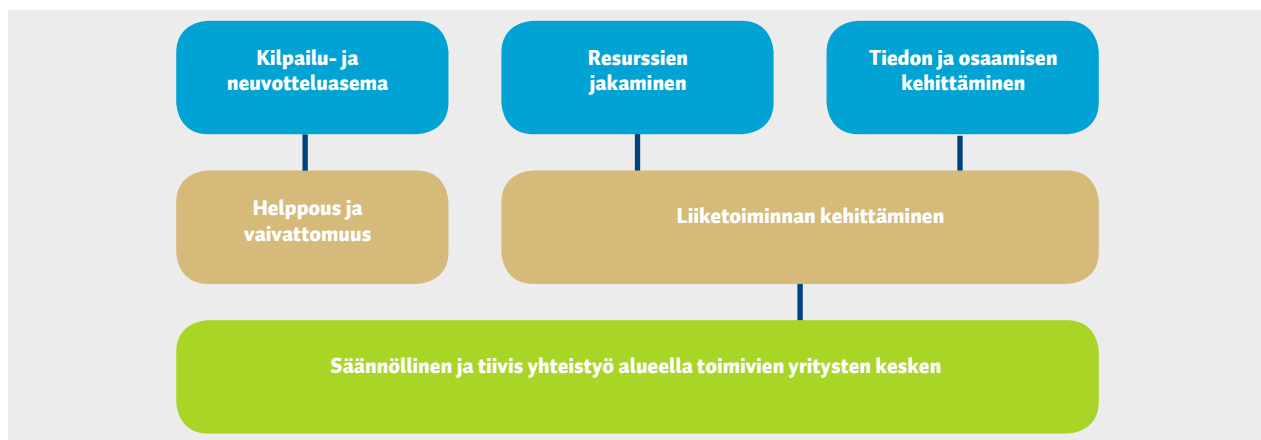 Kilpailu- ja
neuvotteluasema
Resurssien
jakaminen
Tiedon ja osaamisen
kehittäminen
Helppous ja
vaivattomuus
Liiketoiminnan kehittäminen
Säännöllinen ja tiivis yhteistyö alueella toimivien yritysten kesken